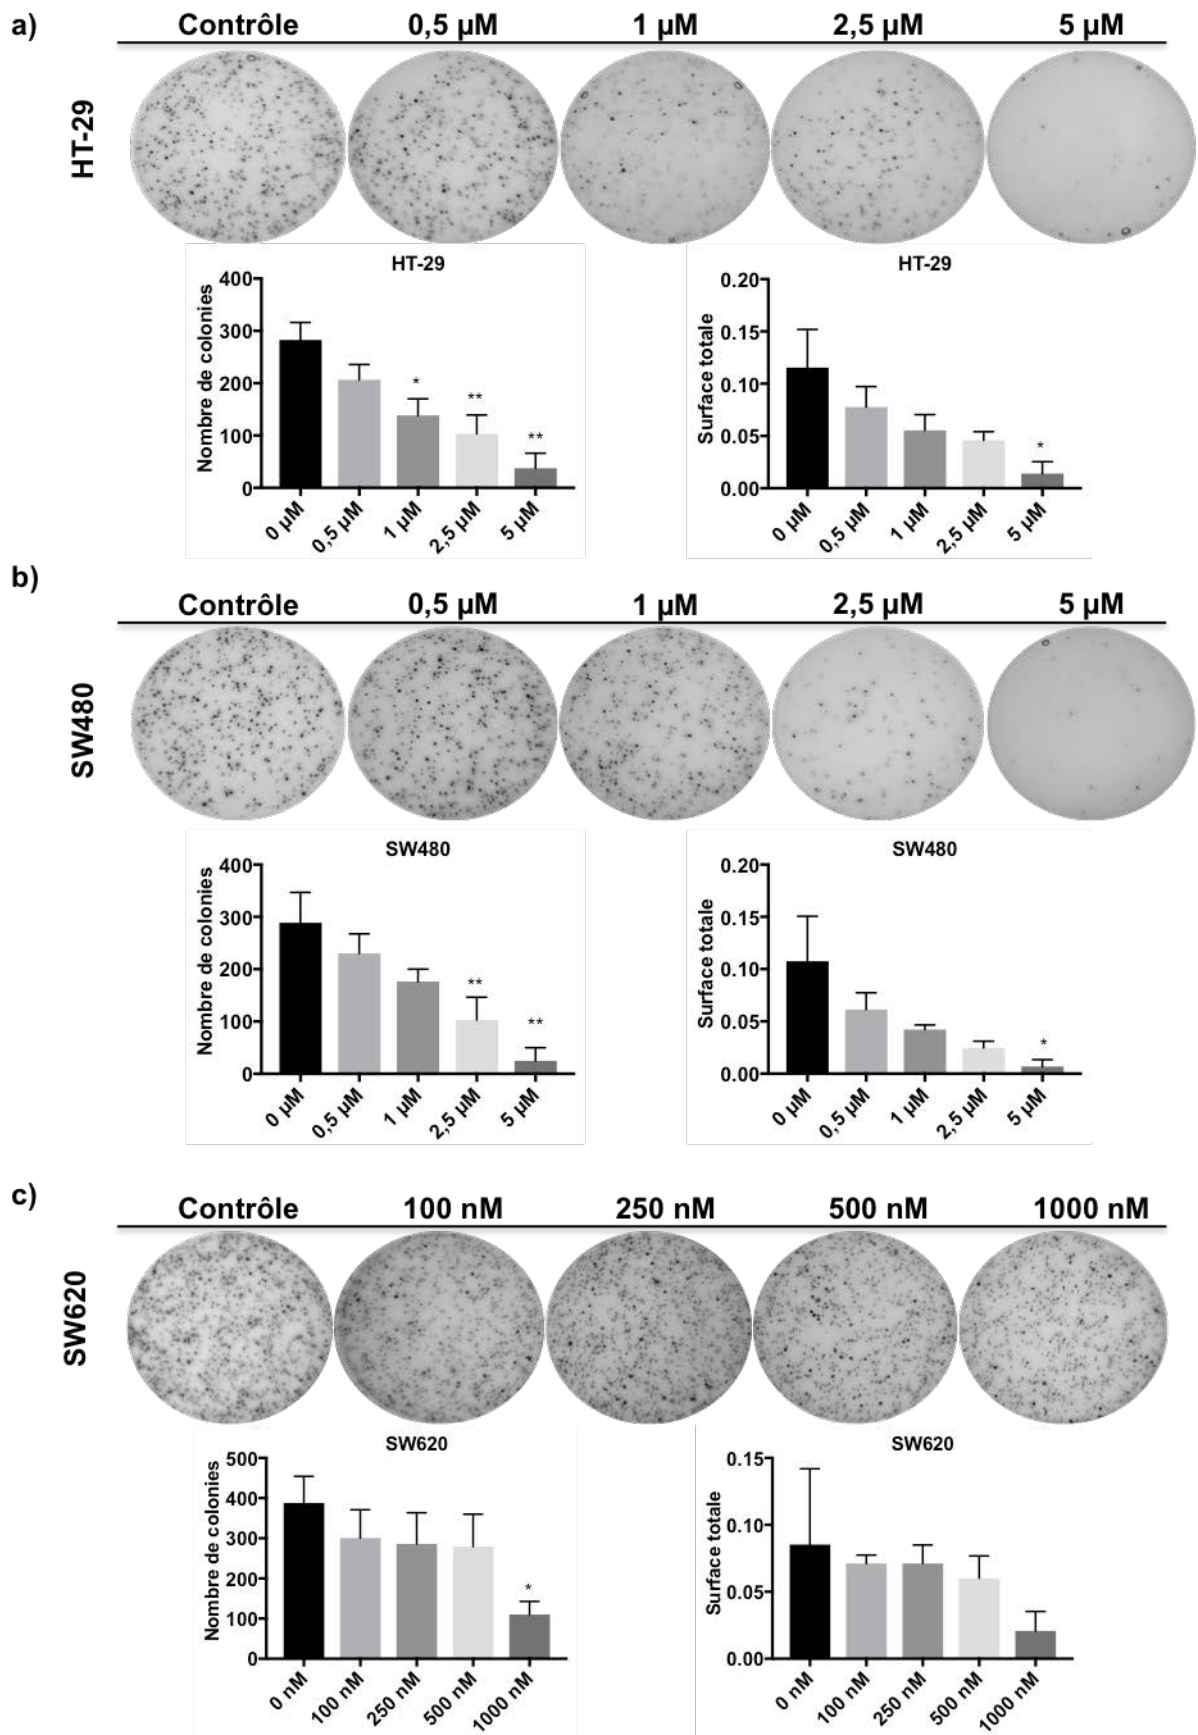 a)
Contrôle 0,5 µM 1 µM 2,5 µM 5 µM
HT-29
HT-29
Nombre de colonies
400
300
200
100
0
* ** **
0 µM 0,5 µM 1 µM 2,5 µM 5 µM
HT-29
Surface totale
0.20
0.15
0.10
0.05
0.00
*
0 µM 0,5 µM 1 µM 2,5 µM 5 µM
b)
Contrôle 0,5 µM 1 µM 2,5 µM 5 µM
SW480
SW480
Nombre de colonies
400
300
200
100
0
** **
0 µM 0,5 µM 1 µM 2,5 µM 5 µM
SW480
Surface totale
0.20
0.15
0.10
0.05
0.00
*
0 µM 0,5 µM 1 µM 2,5 µM 5 µM
c)
Contrôle 100 nM 250 nM 500 nM 1000 nM
SW620
SW620
Nombre de colonies
500
400
300
200
100
0
*
0 nM 100 nM 250 nM 500 nM 1000 nM
SW620
Surface totale
0.15
0.10
0.05
0.00
0 nM 100 nM 250 nM 500 nM 1000 nM